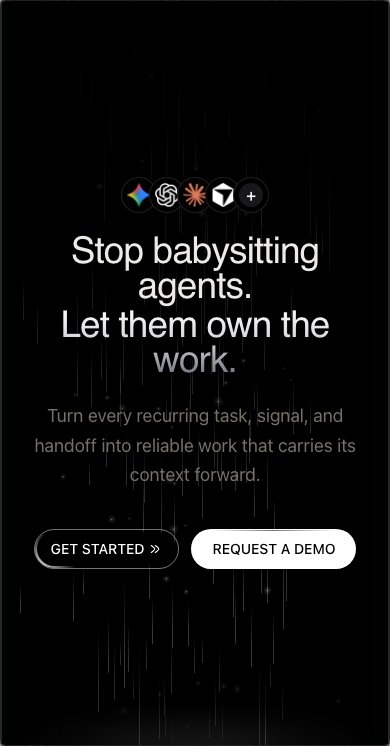 +
Stop babysitting
agents.
Let them own the
work.
Turn every recurring task, signal, and
handoff into reliable work that carries its
context forward.
GET STARTED »
REQUEST A DEMO